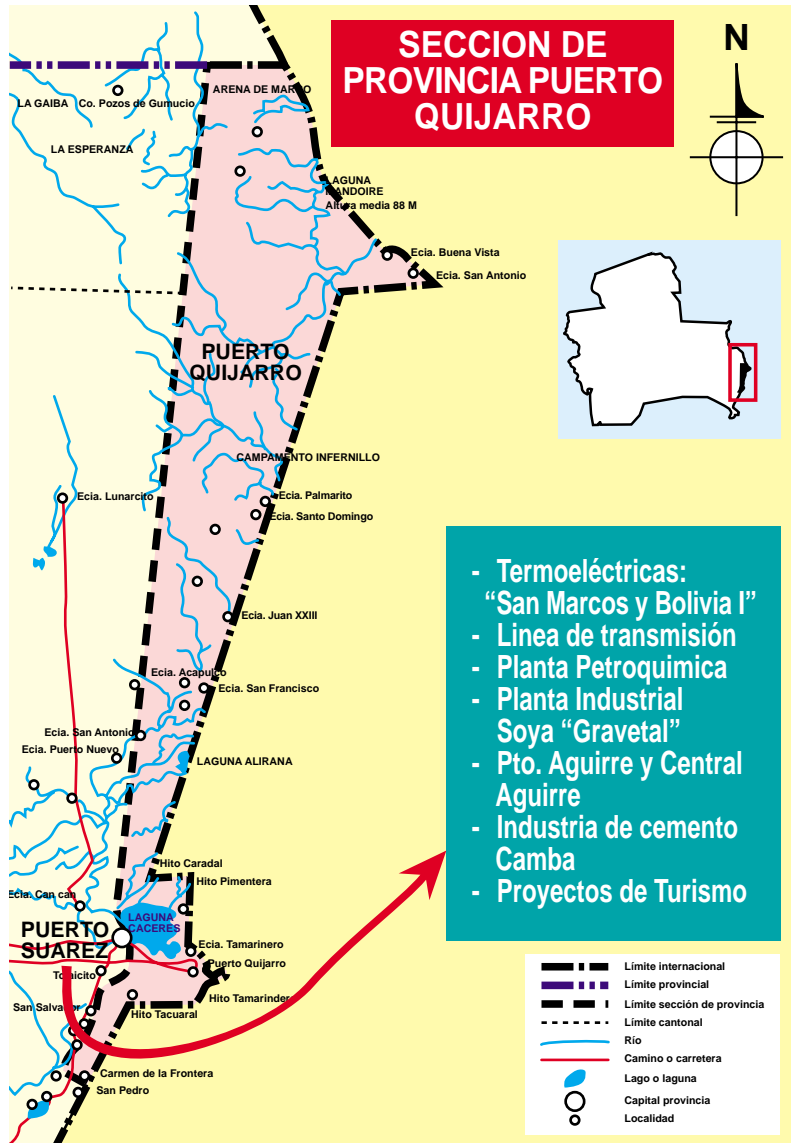 SECCION DE
PROVINCIA PUERTO
QUIJARRO
N
LA GAIBA
Co. Pozos de Gumucio
ARENA DE MARCO
LA ESPERANZA
LAGUNA
MANDOIRE
Altura media 88 M
Ecia. Buena Vista
Ecia. San Antonio
PUERTO
QUIJARRO
CAMPAMENTO INFERNILLO
Ecia. Lunarcito
Ecia. Palmarito
Ecia. Santo Domingo
Ecia. Juan XXIII
Ecia. Acapulco
Ecia. San Francisco
Ecia. San Antonio
Ecia. Puerto Nuevo
LAGUNA ALIRANA
Hito Caradal
Hito Pimentera
Ecia. Can can
LAGUNA
CACERES
PUERTO
SUAREZ
Ecia. Tamarinero
Puerto Quijarro
San Salvador
Hito Tamarinder
Hito Tacuaral
Carmen de la Frontera
San Pedro
- Termoeléctricas:
“San Marcos y Bolivia I”
- Linea de transmisión
- Planta Petroquimica
- Planta Industrial
Soya “Gravetal”
- Pto. Aguirre y Central
Aguirre
- Industria de cemento
Camba
- Proyectos de Turismo
Límite internacional
Límite provincial
Límite sección de provincia
Límite cantonal
Río
Camino o carretera
Lago o laguna
Capital provincia
Localidad